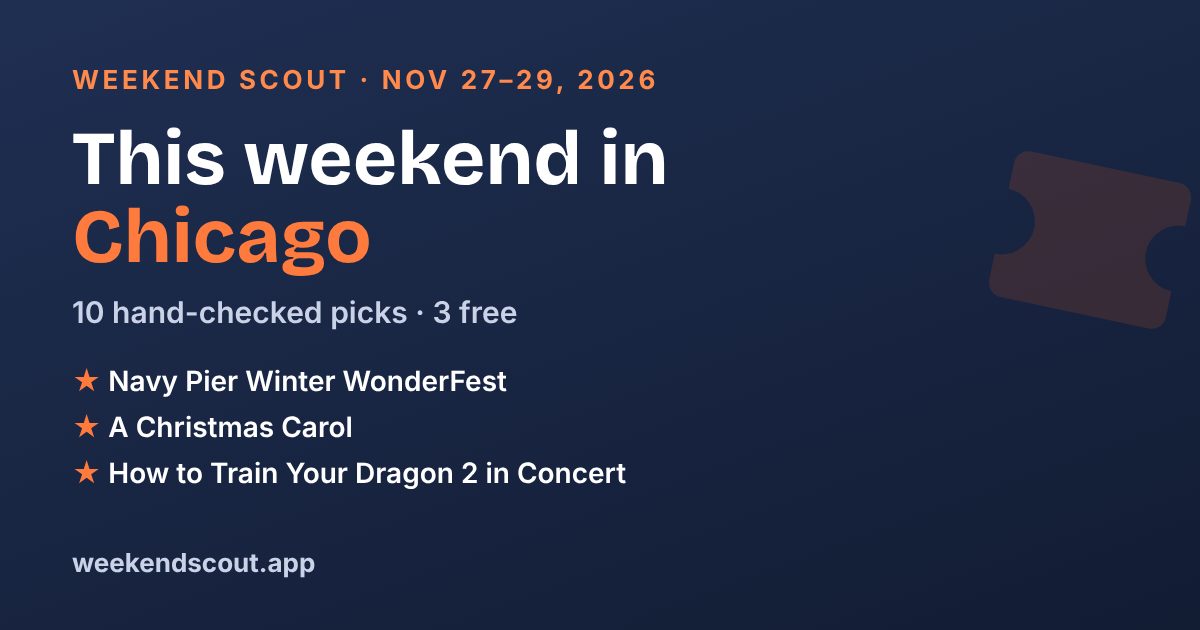 WEEKEND SCOUT · NOV 27–29, 2026
This weekend in
Chicago
10 hand-checked picks · 3 free
★ Navy Pier Winter WonderFest
★ A Christmas Carol
★ How to Train Your Dragon 2 in Concert
weekendscout.app